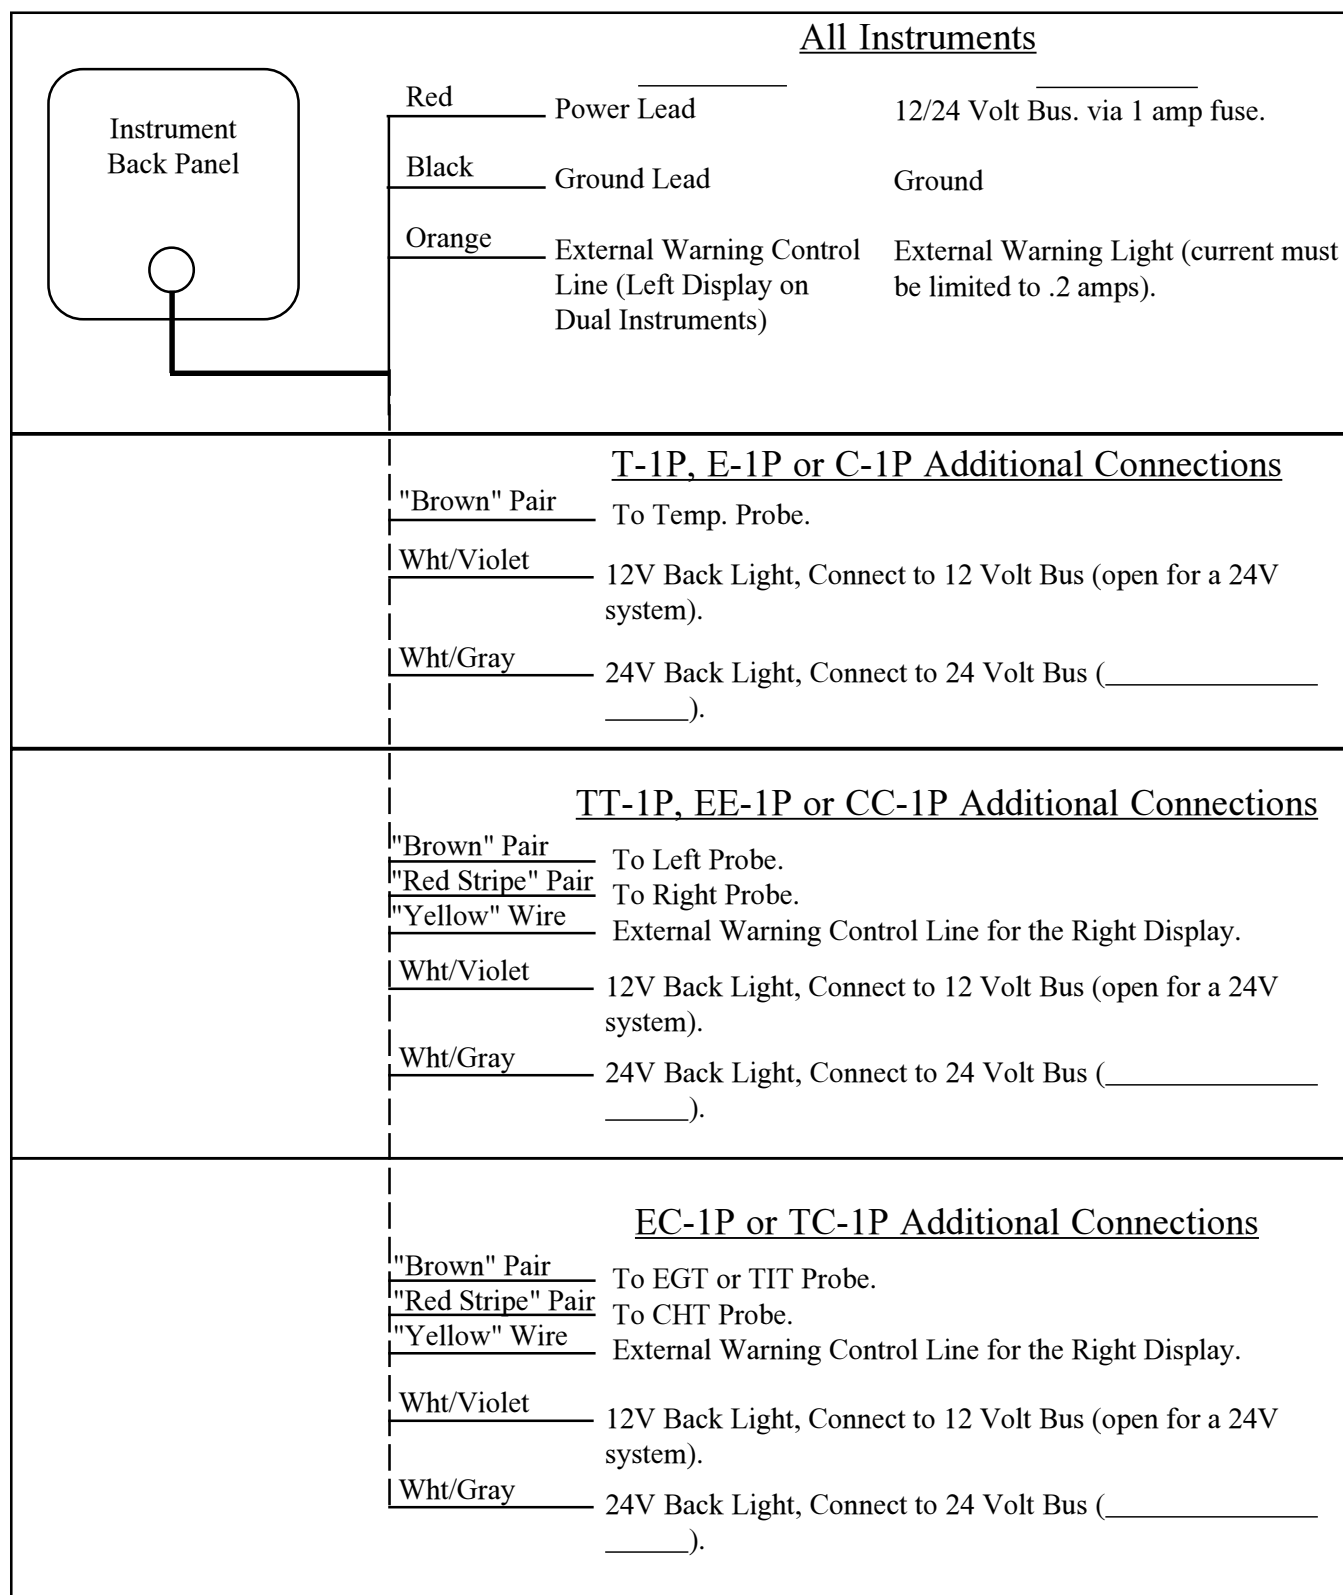 All Instruments
Instrument
Back Panel
Red
Power Lead
12/24 Volt Bus. via 1 amp fuse.
Black
Ground Lead
Ground
Orange
External Warning Control
Line (Left Display on
Dual Instruments)
External Warning Light (current must
be limited to .2 amps).
T-1P, E-1P or C-1P Additional Connections
"Brown" Pair
To Temp. Probe.
Wht/Violet
12V Back Light, Connect to 12 Volt Bus (open for a 24V
system).
Wht/Gray
24V Back Light, Connect to 24 Volt Bus (_______________
______).
TT-1P, EE-1P or CC-1P Additional Connections
"Brown" Pair
To Left Probe.
"Red Stripe" Pair
To Right Probe.
"Yellow" Wire
External Warning Control Line for the Right Display.
Wht/Violet
12V Back Light, Connect to 12 Volt Bus (open for a 24V
system).
Wht/Gray
24V Back Light, Connect to 24 Volt Bus (_______________
______).
EC-1P or TC-1P Additional Connections
"Brown" Pair
To EGT or TIT Probe.
"Red Stripe" Pair
To CHT Probe.
"Yellow" Wire
External Warning Control Line for the Right Display.
Wht/Violet
12V Back Light, Connect to 12 Volt Bus (open for a 24V
system).
Wht/Gray
24V Back Light, Connect to 24 Volt Bus (_______________
______).